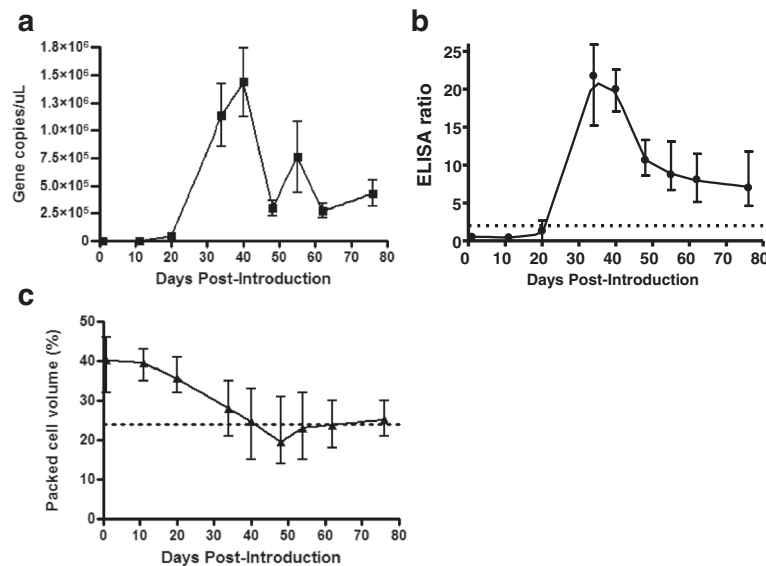 a
1.8×10⁶
1.5×10⁶
1.3×10⁶
1.0×10⁶
7.5×10⁵
5.0×10⁵
2.5×10⁵
0
Gene copies/uL
0 10 20 30 40 50 60 70 80
Days Post-Introduction
b
25
20
15
10
5
0
ELISA ratio
0 10 20 30 40 50 60 70 80
Days Post-Introduction
c
50
40
30
20
10
0
Packed cell volume (%)
0 10 20 30 40 50 60 70 80
Days Post-Introduction